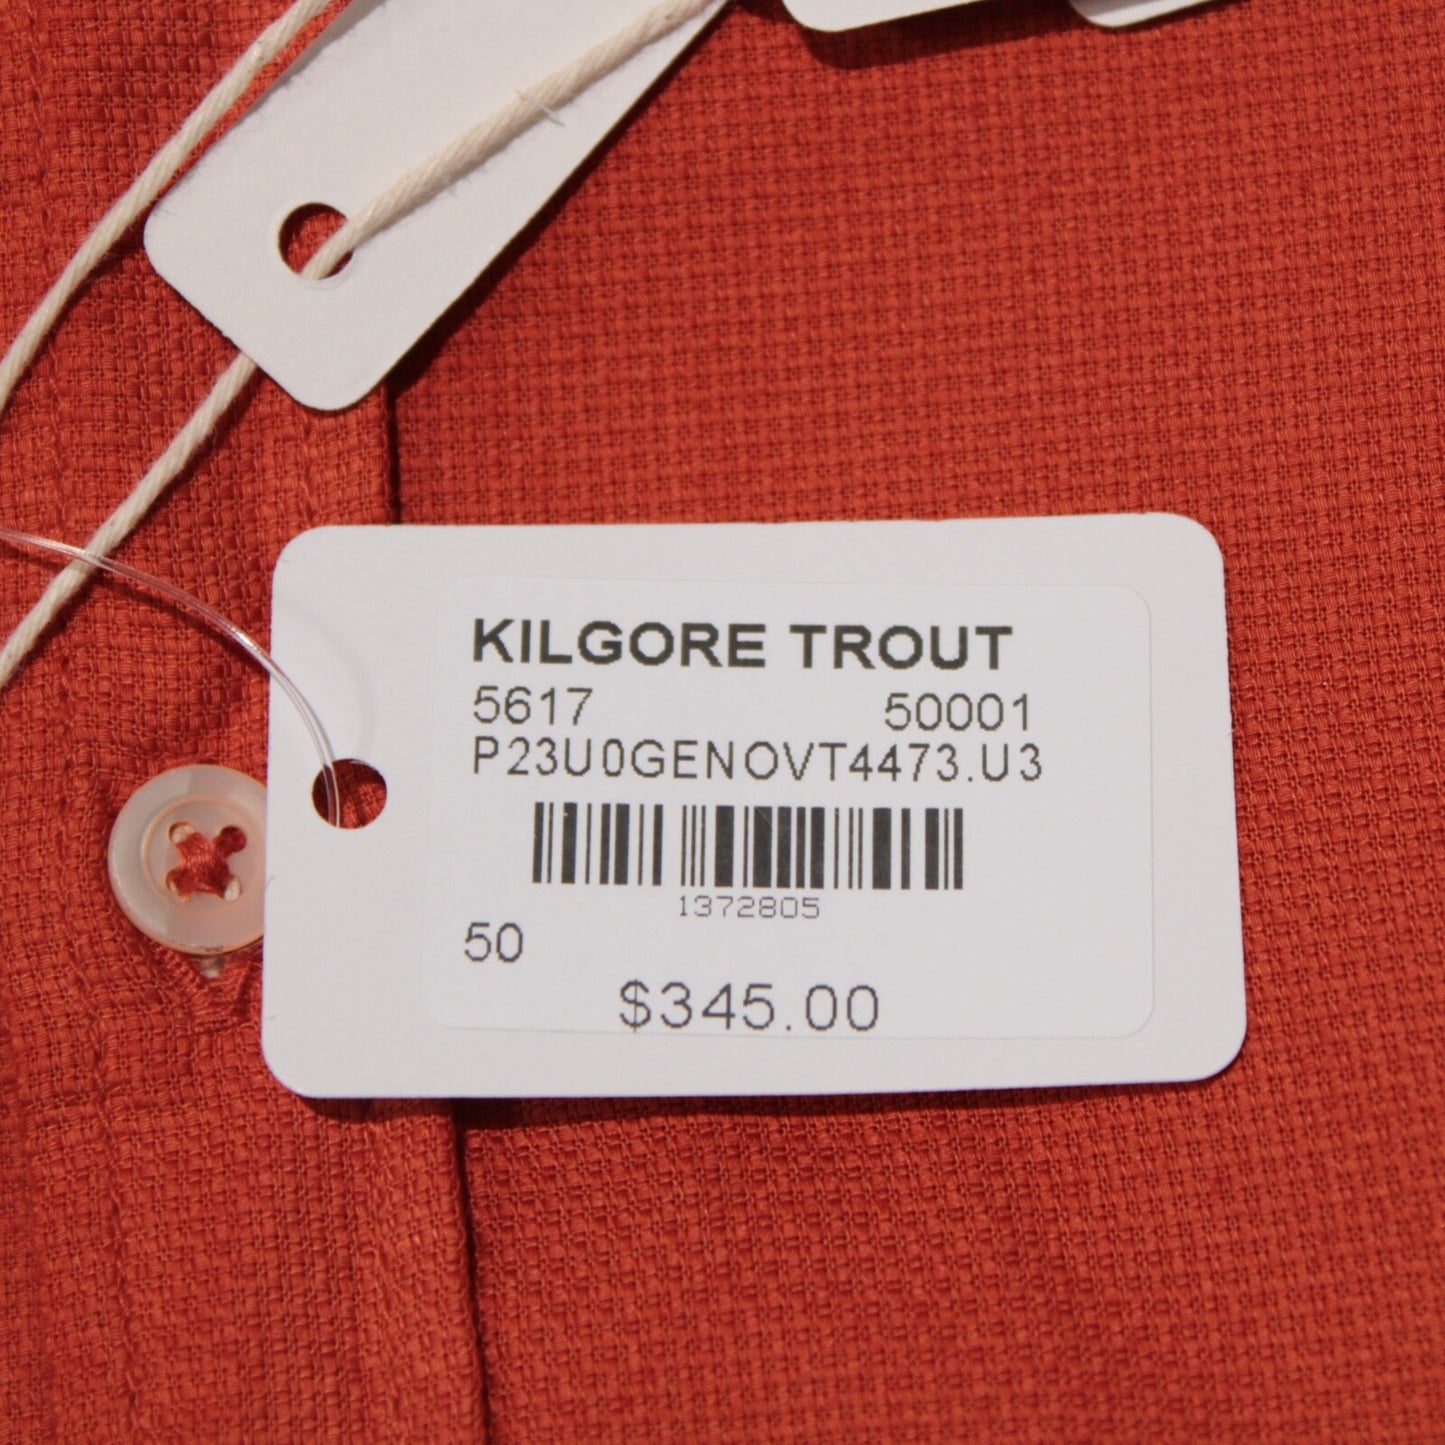 KILGORE TROUT
5617 50001
P23U0GENOVT4473.U3
1372805
50
$345.00